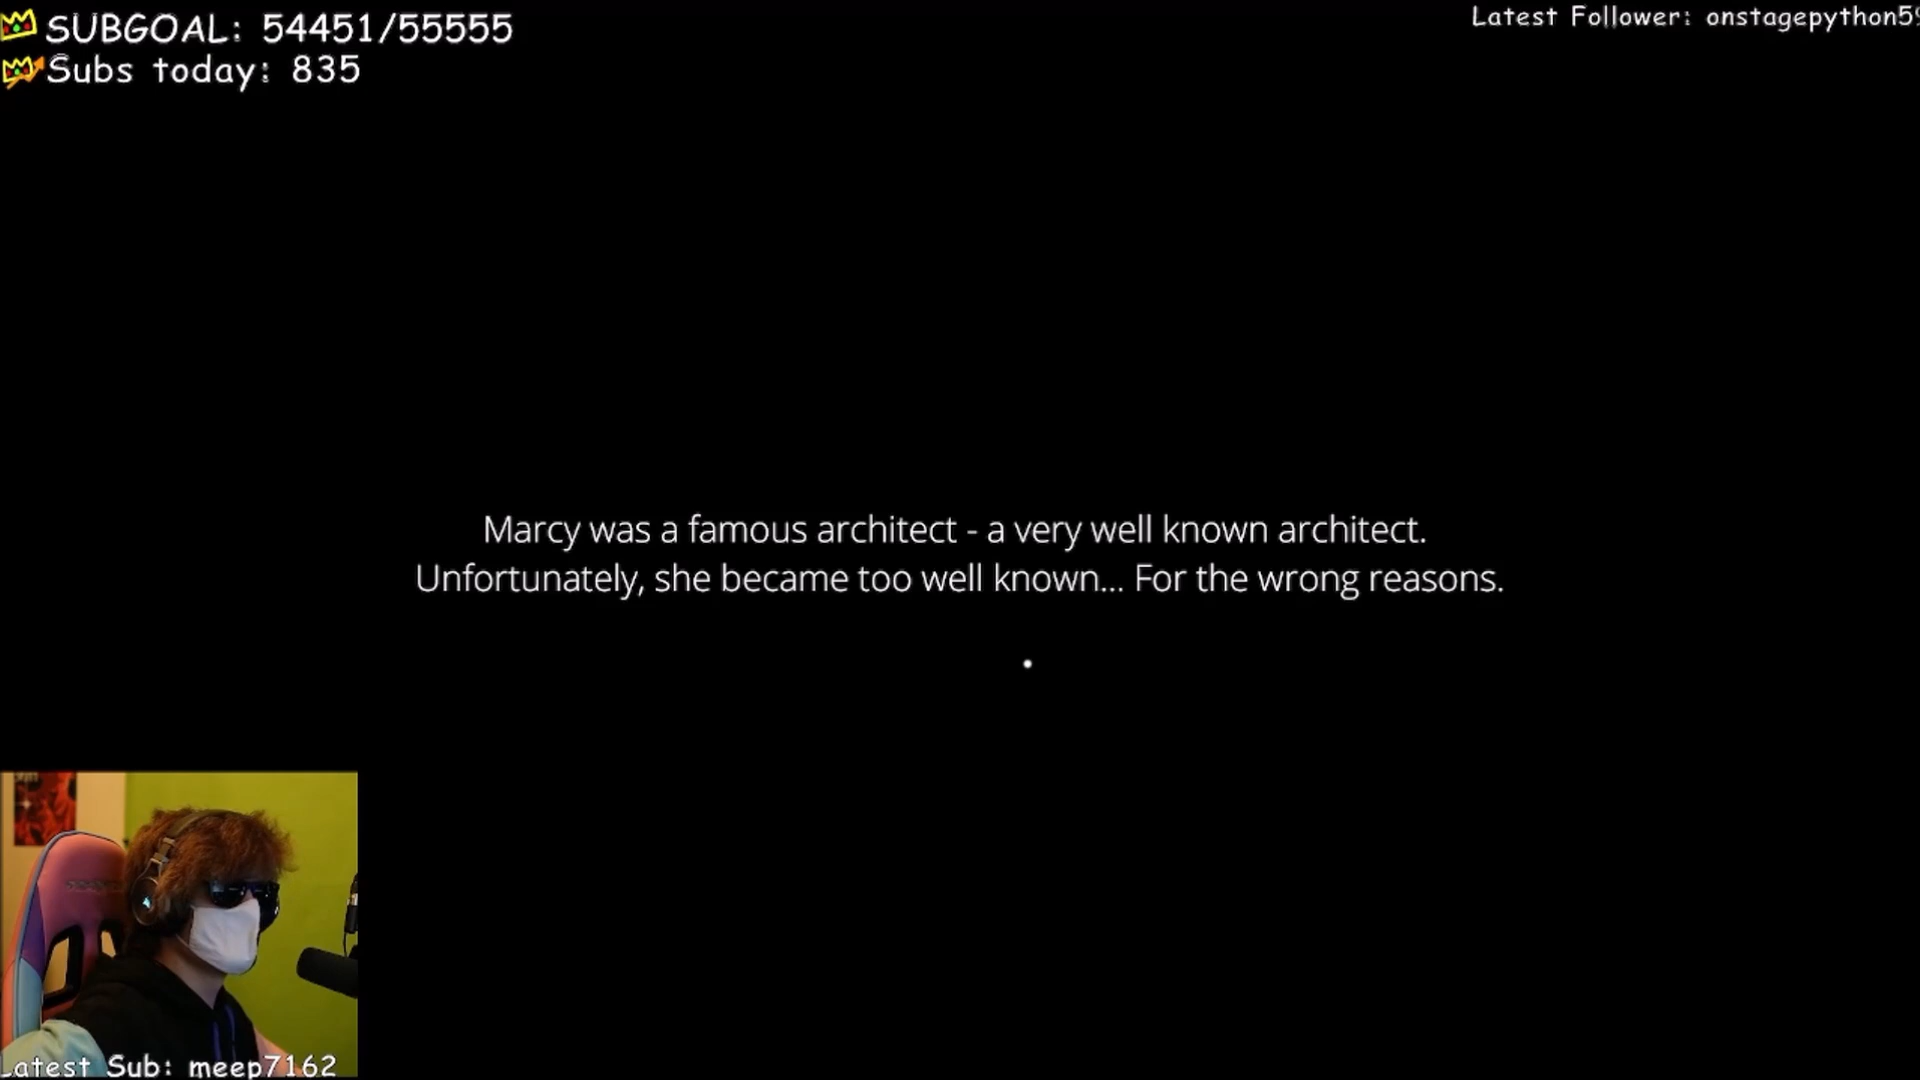 SUBGOAL: 54451/55555
Subs today: 835
Latest Follower: onstagepython5
Marcy was a famous architect - a very well known architect.
Unfortunately, she became too well known... For the wrong reasons.
Latest Sub: meep7162